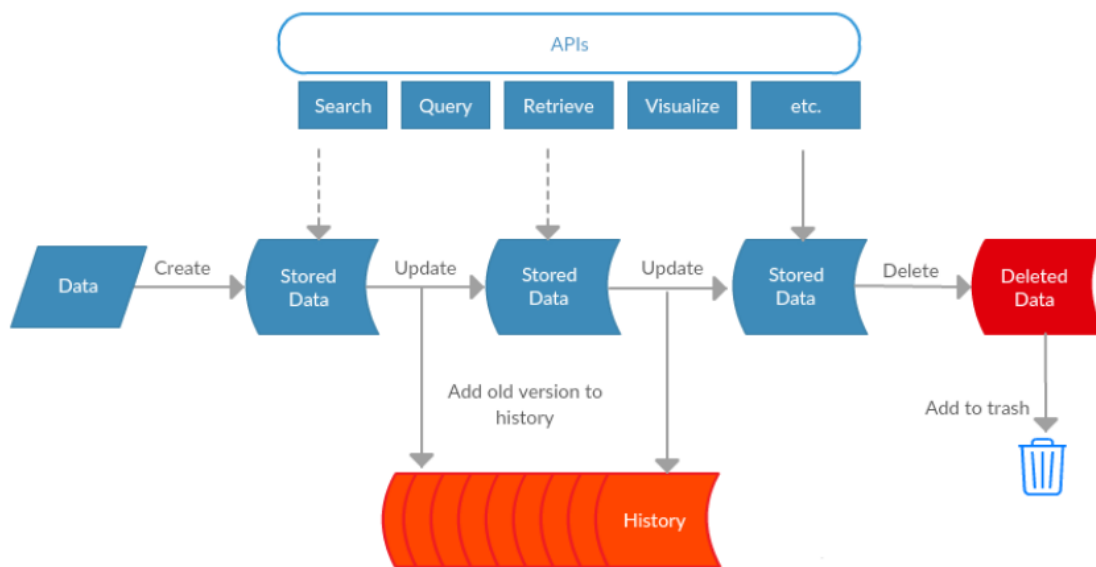 APIs
Search
Query
Retrieve
Visualize
etc.
Data
Create
Stored
Data
Update
Stored
Data
Update
Stored
Data
Delete
Deleted
Data
Add old version to
history
Add to trash
History